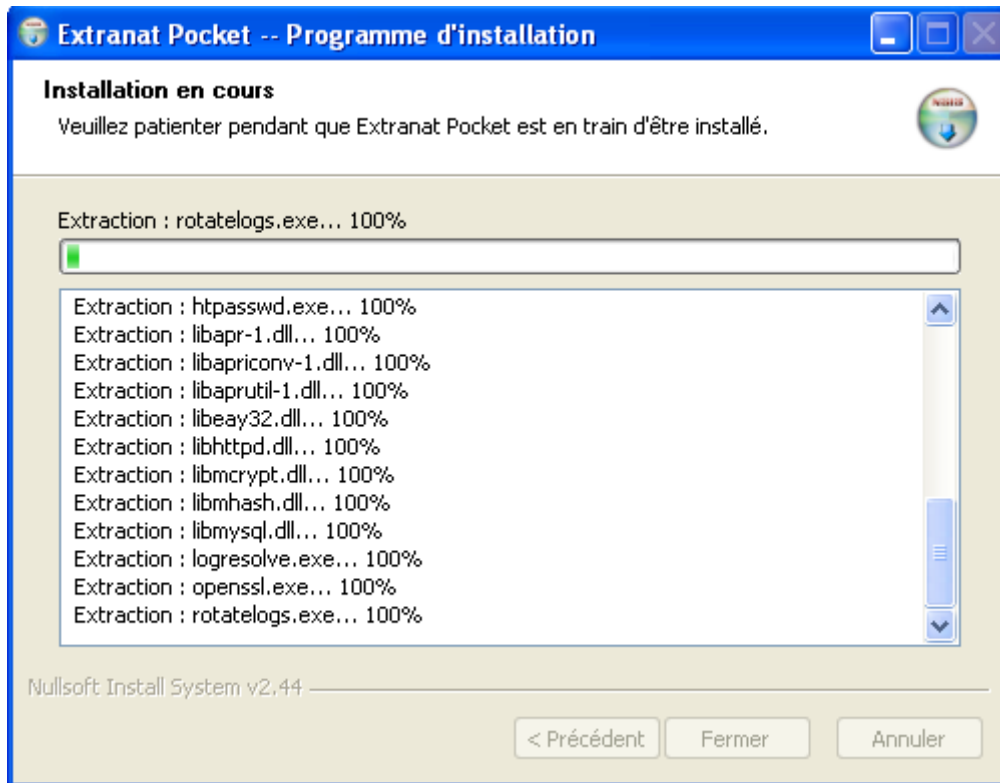 Extranat Pocket -- Programme d'installation
Installation en cours
Veuillez patienter pendant que Extranat Pocket est en train d'être installé.
Extraction : rotatelogs.exe... 100%
Extraction : htpasswd.exe... 100%
Extraction : libapr-1.dll... 100%
Extraction : libapriconv-1.dll... 100%
Extraction : libaprutil-1.dll... 100%
Extraction : libeay32.dll... 100%
Extraction : libhttpd.dll... 100%
Extraction : libmcrypt.dll... 100%
Extraction : libmhash.dll... 100%
Extraction : libmysql.dll... 100%
Extraction : logresolve.exe... 100%
Extraction : openssl.exe... 100%
Extraction : rotatelogs.exe... 100%
Nullsoft Install System v2.44
< Précédent Fermer Annuler